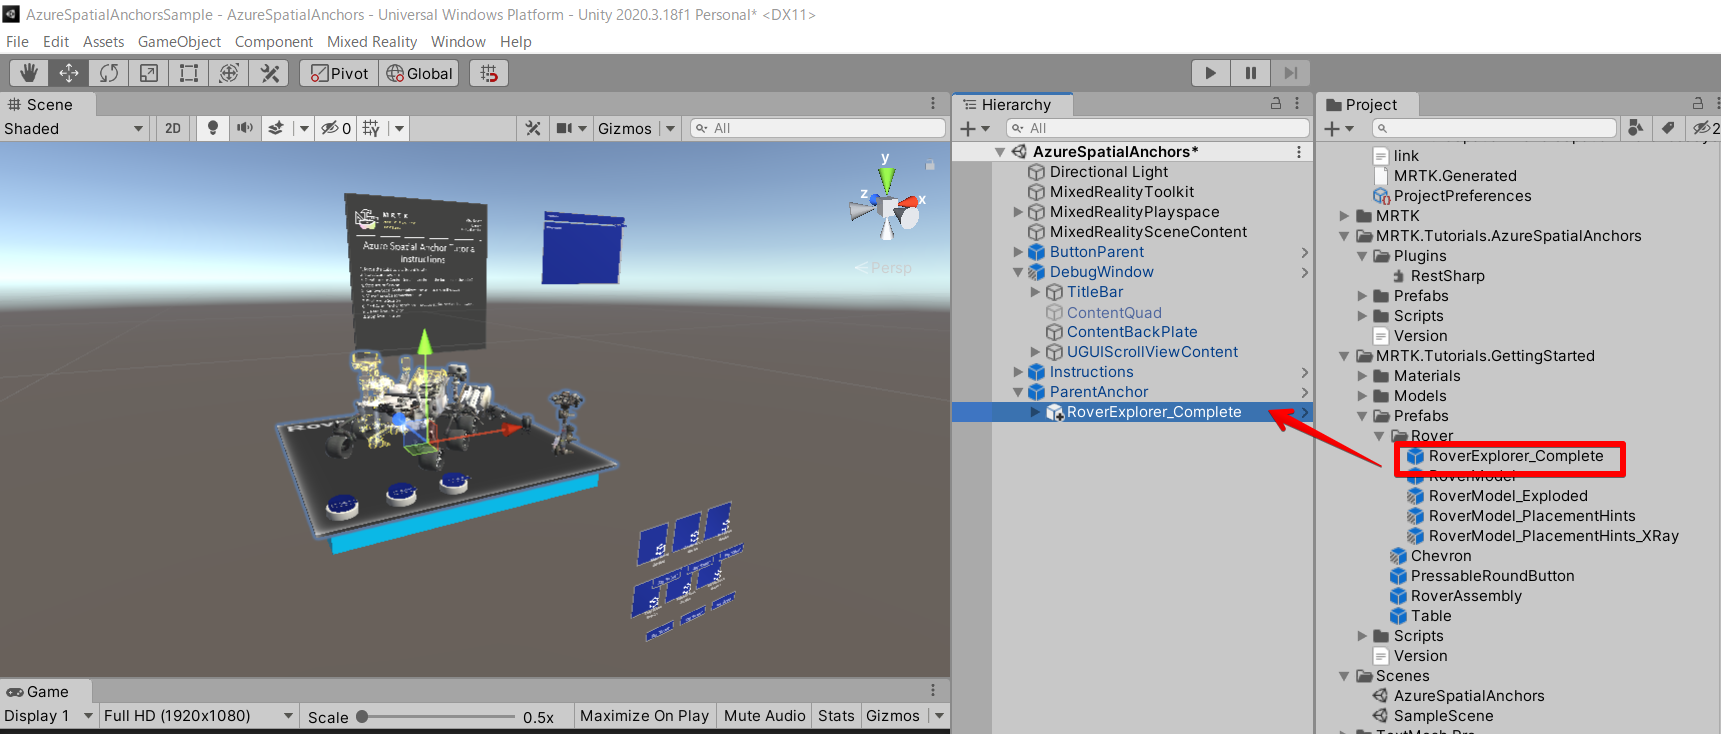 AzureSpatialAnchorsSample - AzureSpatialAnchors - Universal Windows Platform - Unity 2020.3.18f1 Personal* <DX11>
File Edit Assets GameObject Component Mixed Reality Window Help
Pivot Global
Scene
Shaded 2D 0 Gizmos All
MRTK
Azure Spatial Anchor Tutorial
Instructions
y
z
x
Persp
Game
Display 1 Full HD (1920x1080) Scale 0.5x Maximize On Play Mute Audio Stats Gizmos
Hierarchy
All
AzureSpatialAnchors*
Directional Light
MixedRealityToolkit
MixedRealityPlayspace
MixedRealitySceneContent
ButtonParent
DebugWindow
TitleBar
ContentQuad
ContentBackPlate
UGUIScrollViewContent
Instructions
ParentAnchor
RoverExplorer_Complete
Project
2
link
MRTK.Generated
ProjectPreferences
MRTK
MRTK.Tutorials.AzureSpatialAnchors
Plugins
RestSharp
Prefabs
Scripts
Version
MRTK.Tutorials.GettingStarted
Materials
Models
Prefabs
Rover
RoverExplorer_Complete
RoverModel
RoverModel_Exploded
RoverModel_PlacementHints
RoverModel_PlacementHints_XRay
Chevron
PressableRoundButton
RoverAssembly
Table
Scripts
Version
Scenes
AzureSpatialAnchors
SampleScene
TextMesh Pro